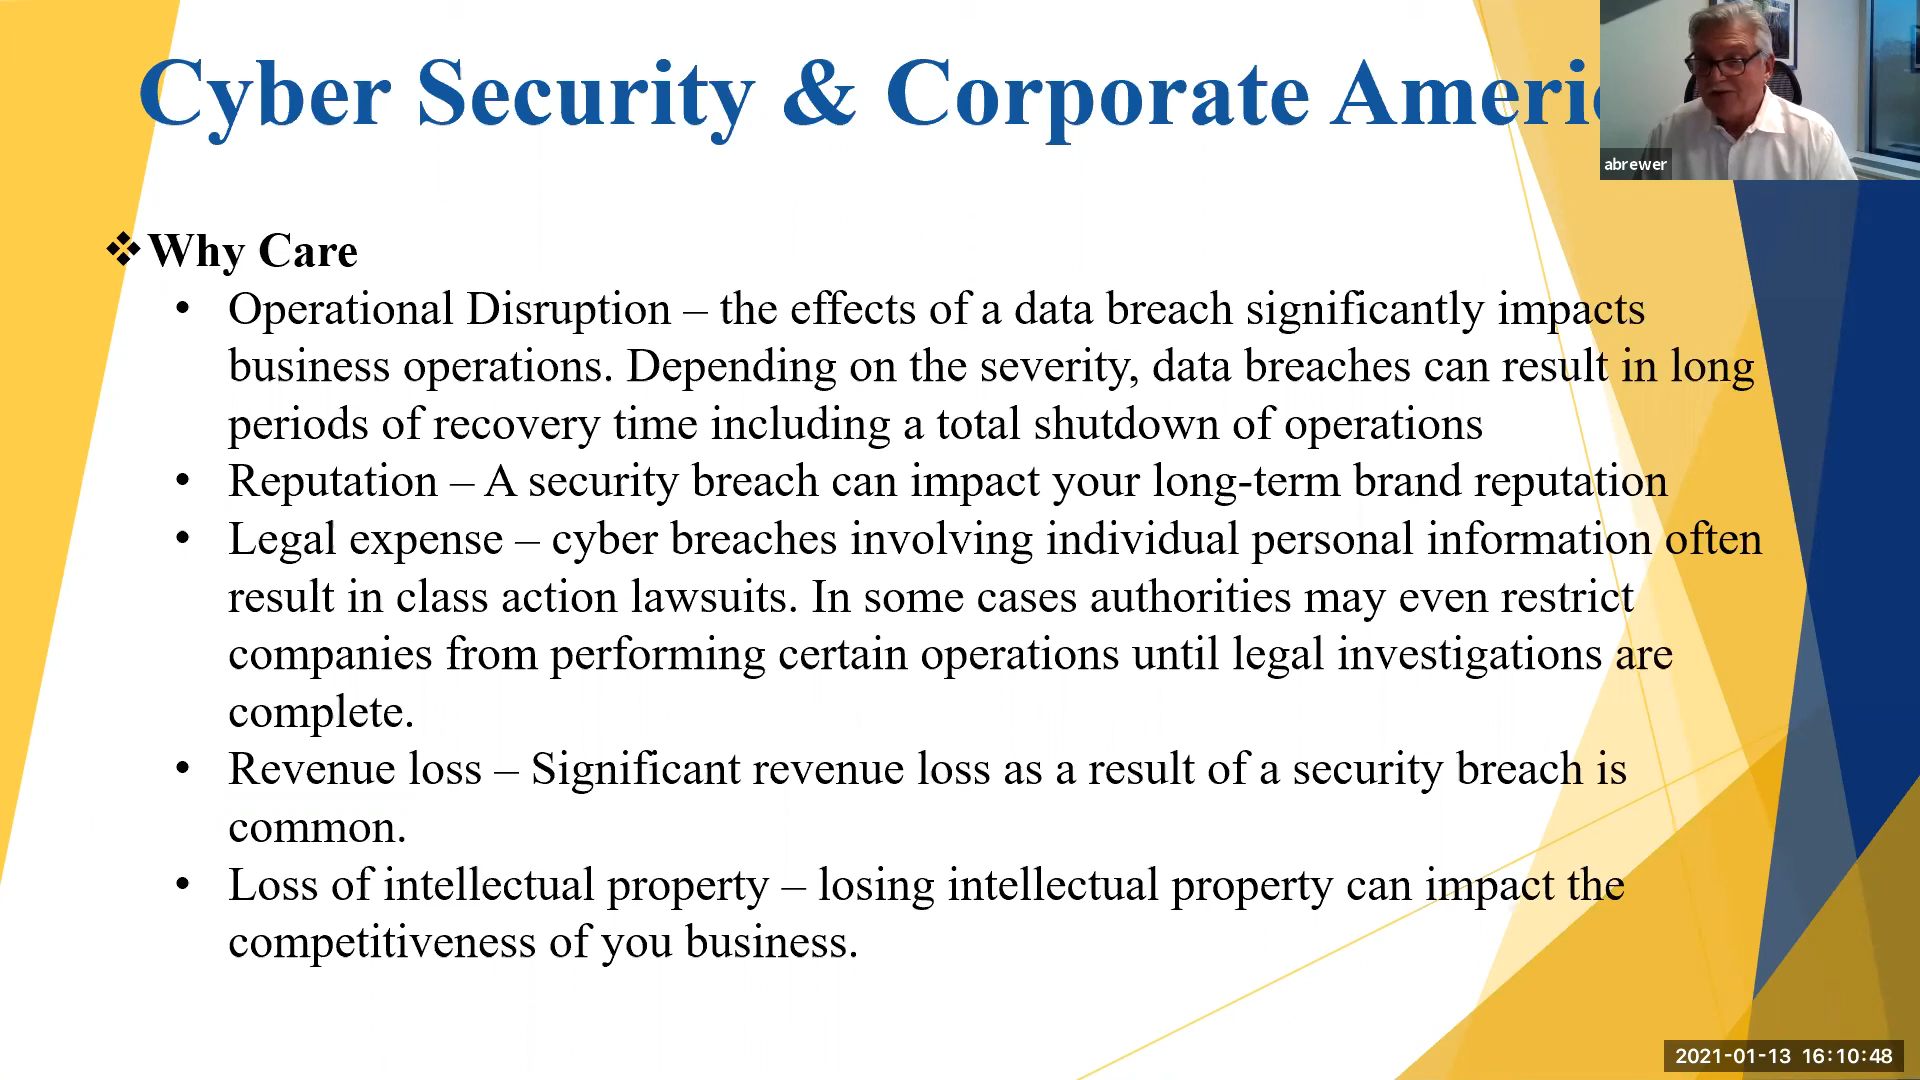 Cyber Security & Corporate Ameri
abrewer
❖Why Care
• Operational Disruption – the effects of a data breach significantly impacts
business operations. Depending on the severity, data breaches can result in long
periods of recovery time including a total shutdown of operations
• Reputation – A security breach can impact your long-term brand reputation
• Legal expense – cyber breaches involving individual personal information often
result in class action lawsuits. In some cases authorities may even restrict
companies from performing certain operations until legal investigations are
complete.
• Revenue loss – Significant revenue loss as a result of a security breach is
common.
• Loss of intellectual property – losing intellectual property can impact the
competitiveness of you business.
2021-01-13 16:10:48